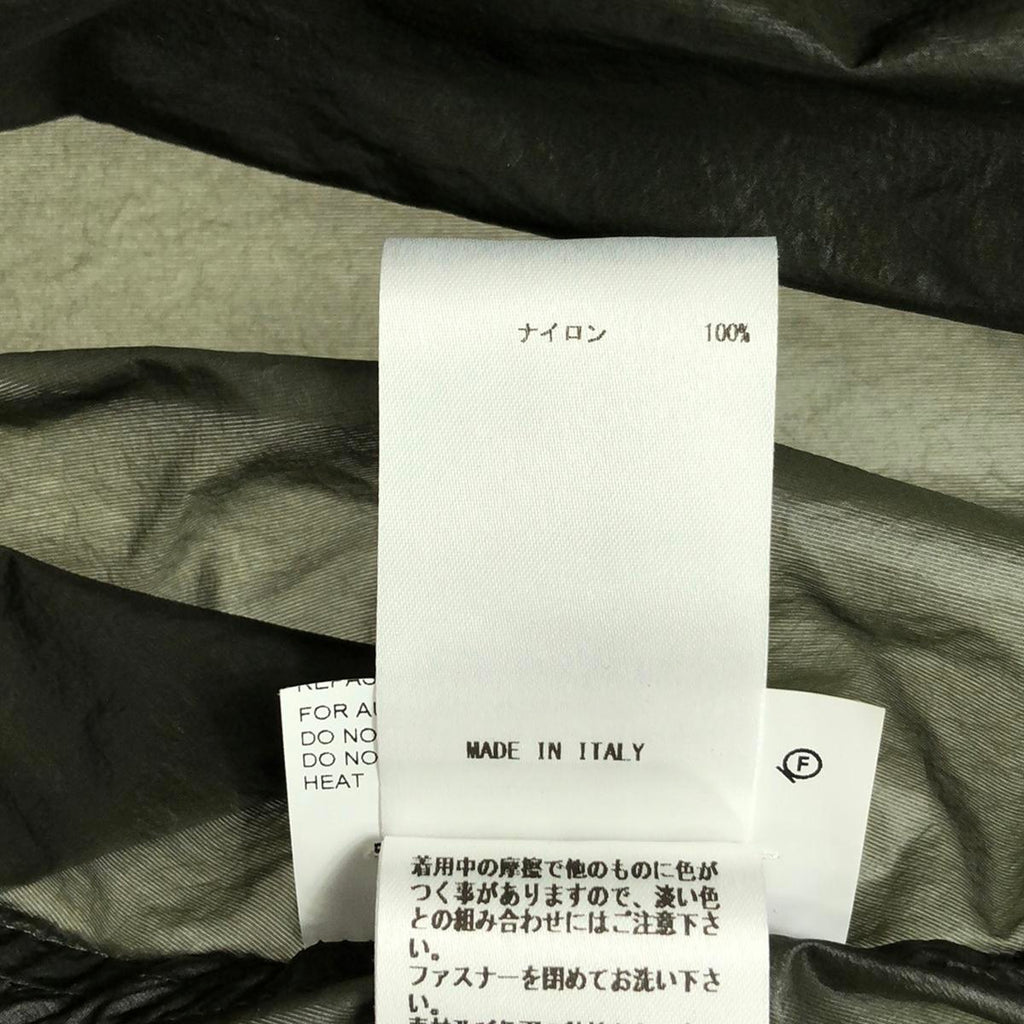 ナイロン 100%
MADE IN ITALY
FOR
DO NO
DO NO
HEAT
F
着用中の摩擦で他のものに色が
つく事がありますので、淡い色
との組み合わせにはご注意下さ
い。
ファスナーを閉めてお洗い下さ
い。